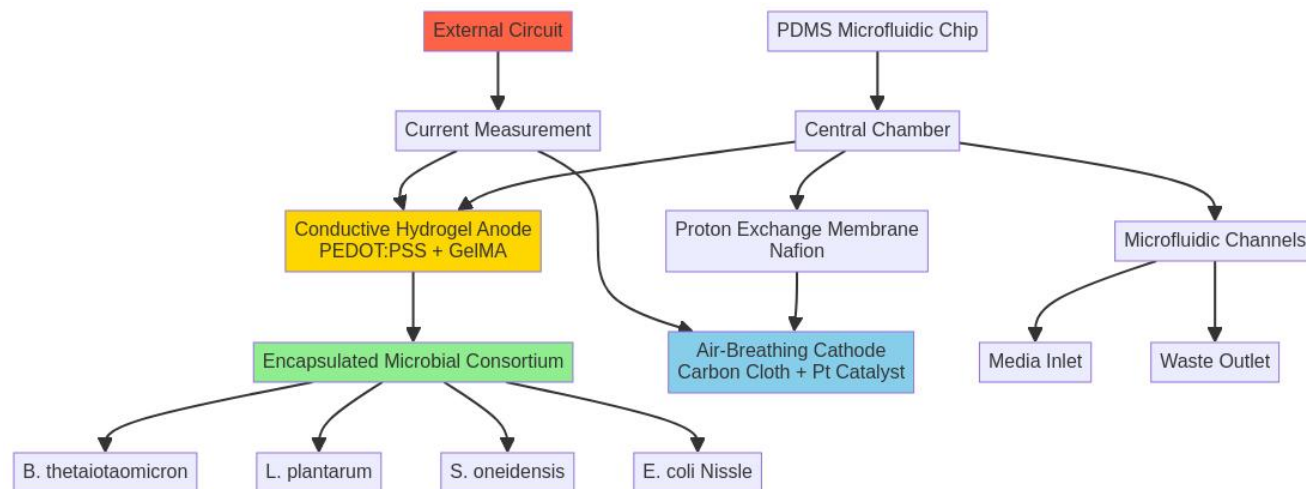 External Circuit
PDMS Microfluidic Chip
Current Measurement
Central Chamber
Conductive Hydrogel Anode
PEDOT:PSS + GelMA
Proton Exchange Membrane
Nafion
Microfluidic Channels
Encapsulated Microbial Consortium
Air-Breathing Cathode
Carbon Cloth + Pt Catalyst
Media Inlet
Waste Outlet
B. thetaiotaomicron
L. plantarum
S. oneidensis
E. coli Nissle